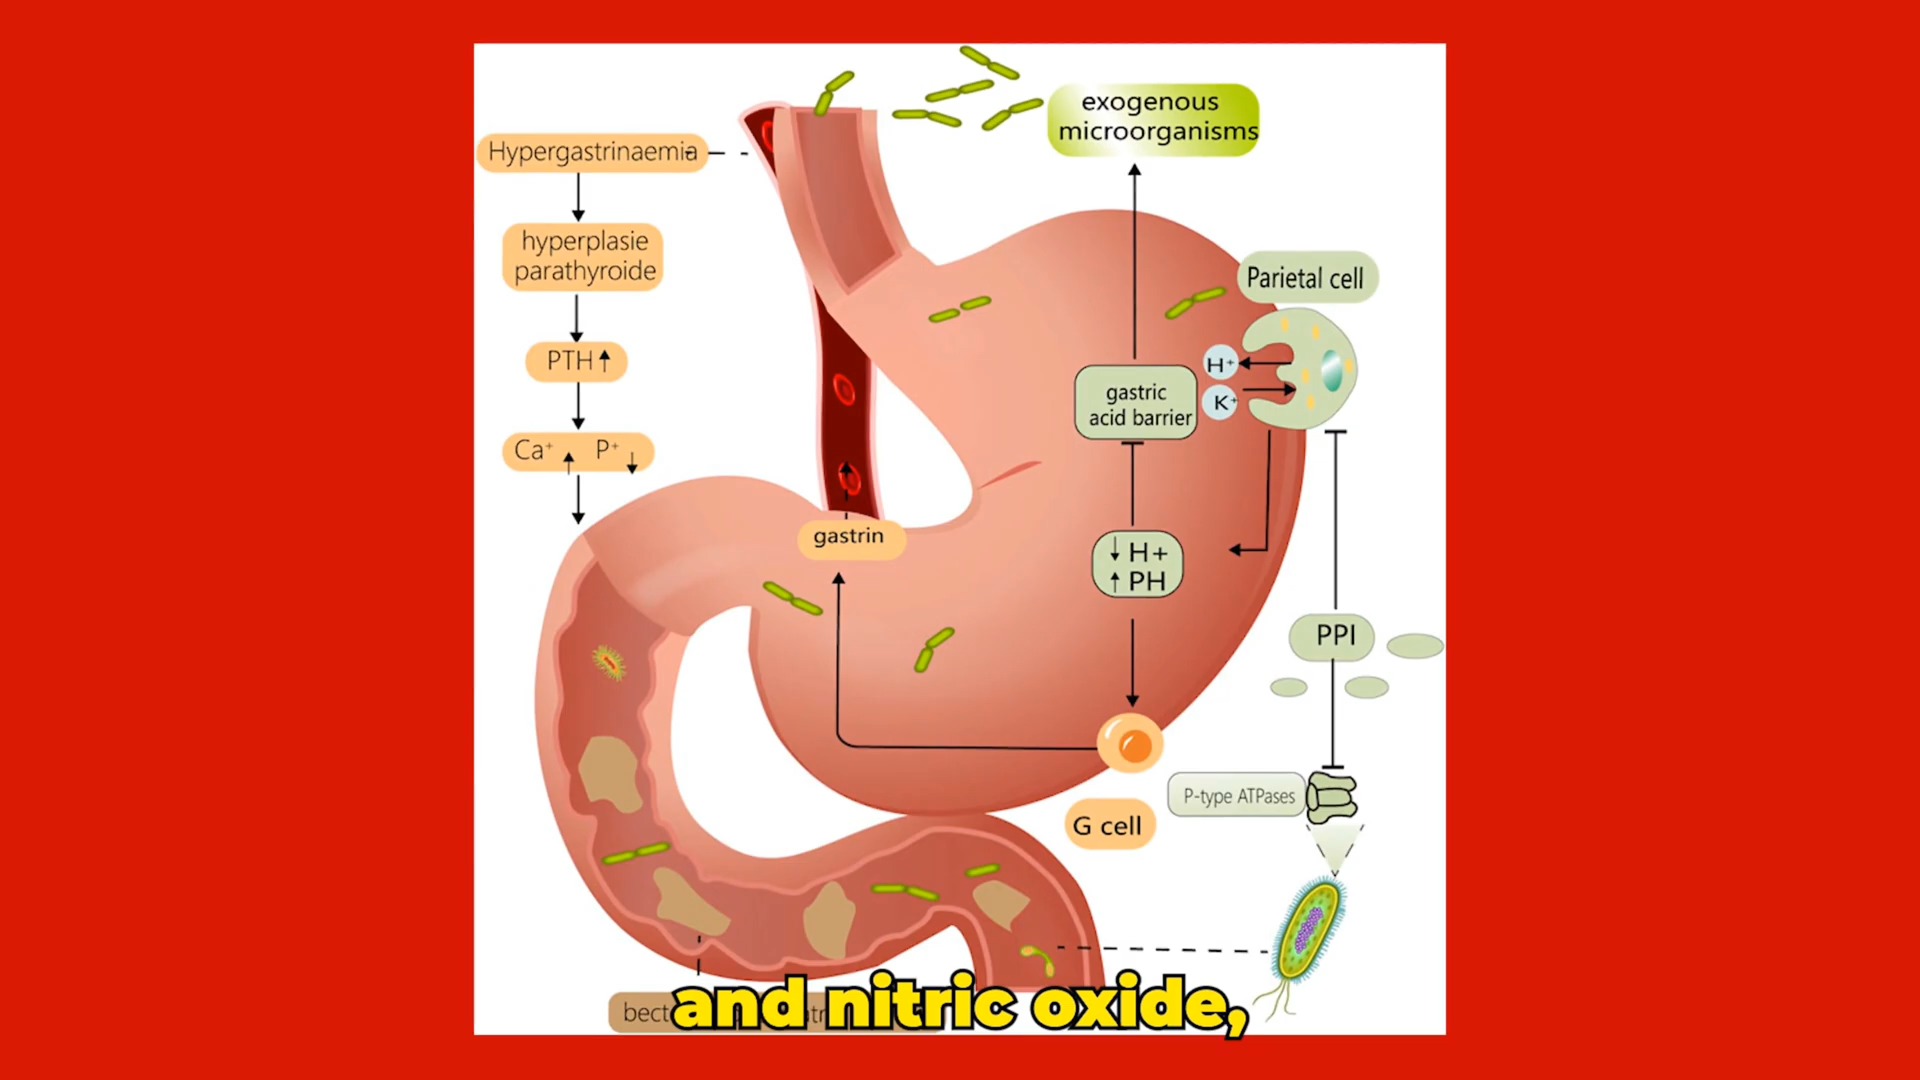 exogenous
microorganisms
Hypergastrinaemia
hyperplasie
parathyroide
Parietal cell
PTH
H+
K+
gastric
acid barrier
Ca+ P+
gastrin
H+
PH
PPI
P-type ATPases
G cell
and nitric oxide,